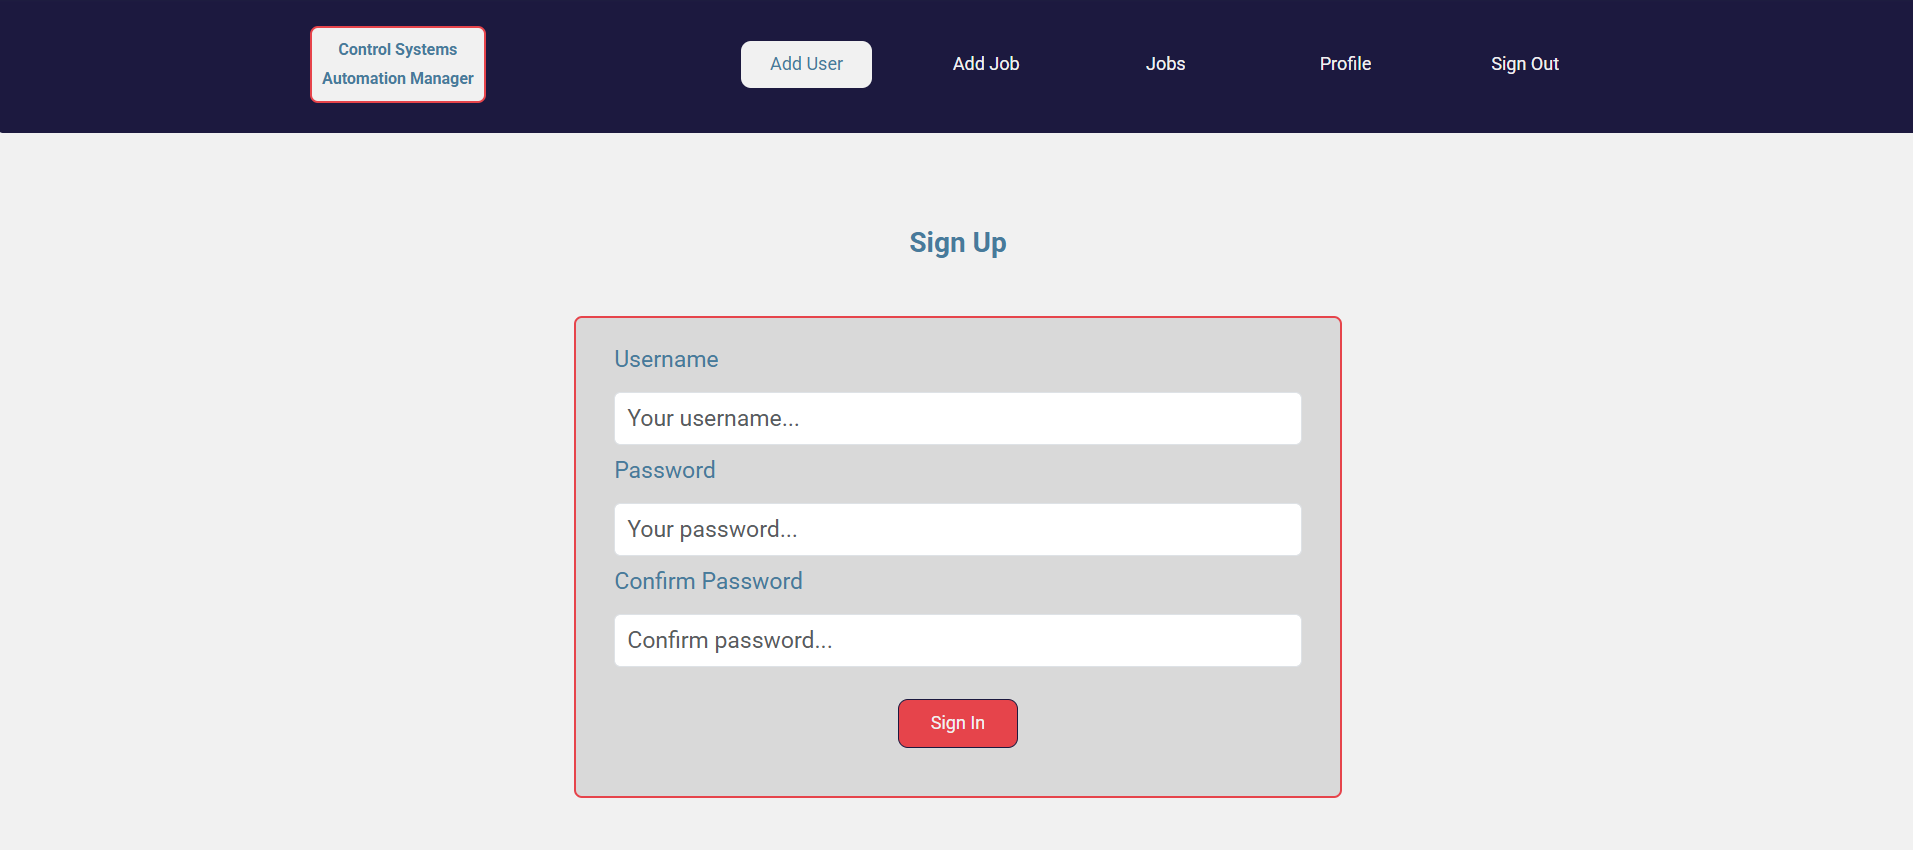 Control Systems
Automation Manager
Add User
Add Job
Jobs
Profile
Sign Out
Sign Up
Username
Your username...
Password
Your password...
Confirm Password
Confirm password...
Sign In